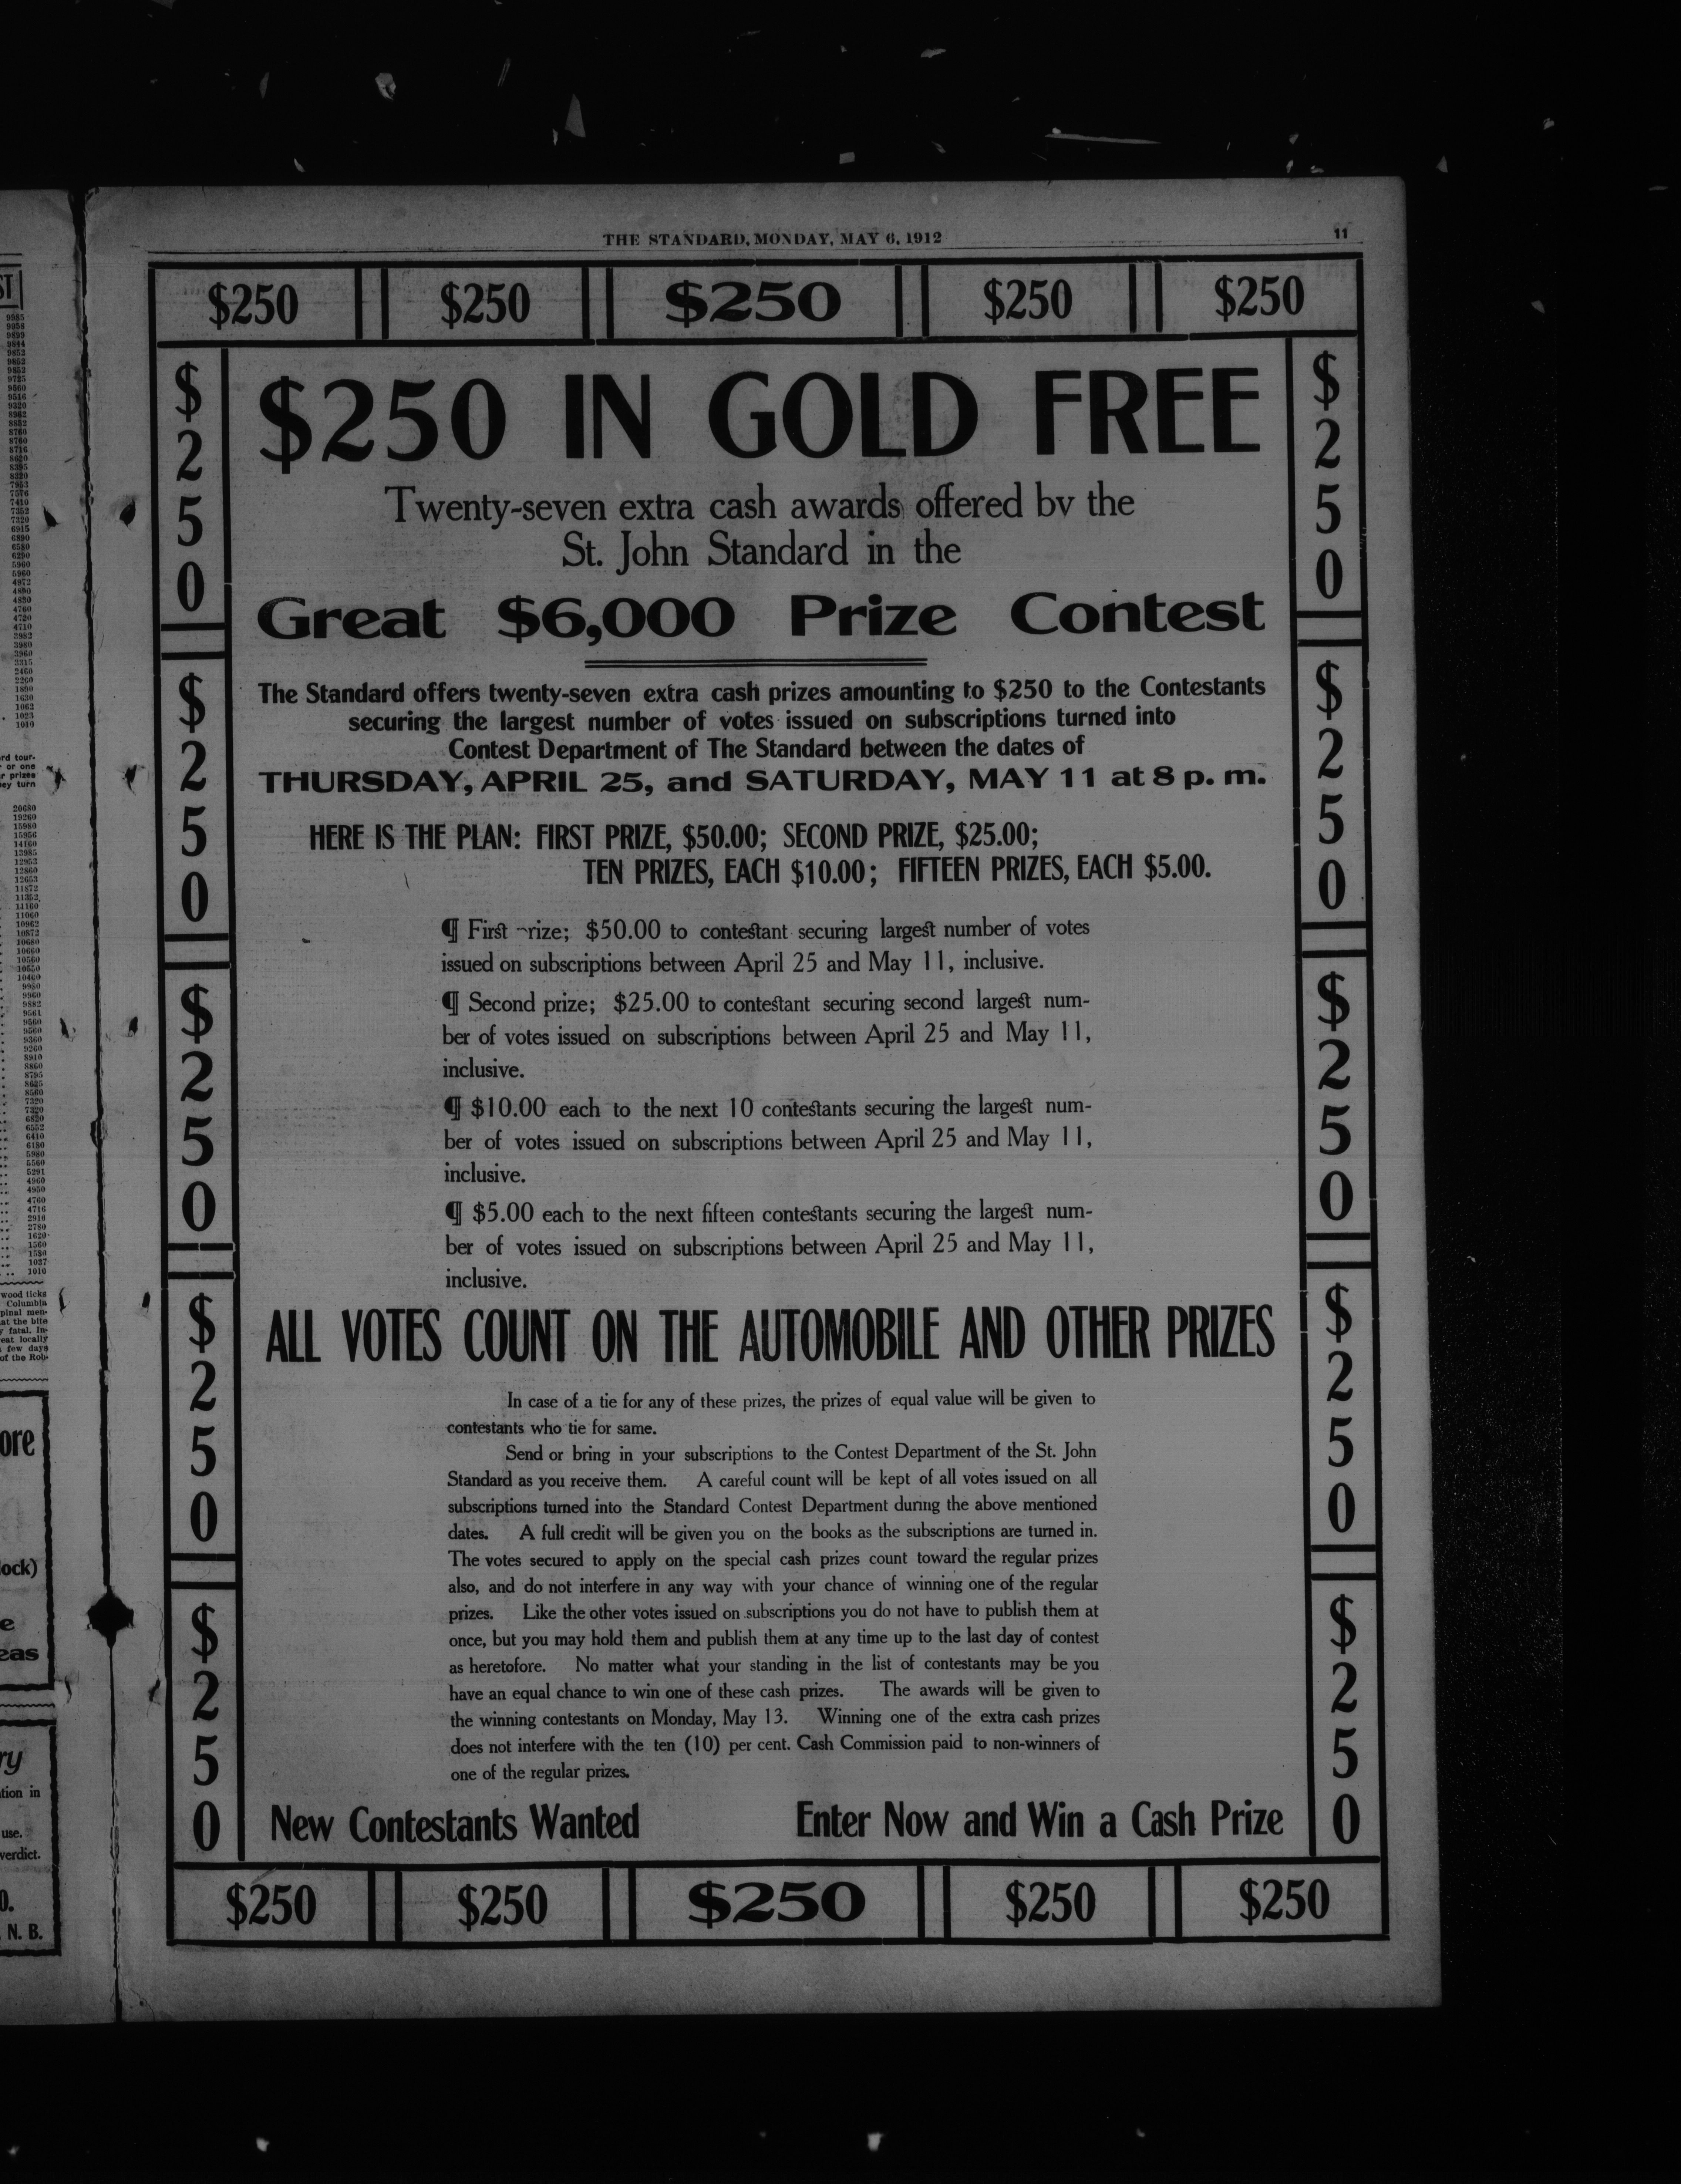 THE STANDARD, MONDAY, MAY 6, 1912
11
$250 $250 $250 $250 $250
$250 IN GOLD FREE
Twenty-seven extra cash awards offered by the
St. John Standard in the
Great $6,000 Prize Contest
The Standard offers twenty-seven extra cash prizes amounting to $250 to the Contestants
securing the largest number of votes issued on subscriptions turned into
Contest Department of The Standard between the dates of
THURSDAY, APRIL 25, and SATURDAY, MAY 11 at 8 p. m.
HERE IS THE PLAN: FIRST PRIZE, $50.00; SECOND PRIZE, $25.00;
TEN PRIZES, EACH $10.00; FIFTEEN PRIZES, EACH $5.00.
¶ First rize; $50.00 to contestant securing largest number of votes
issued on subscriptions between April 25 and May 11, inclusive.
¶ Second prize; $25.00 to contestant securing second largest num-
ber of votes issued on subscriptions between April 25 and May 11,
inclusive.
¶ $10.00 each to the next 10 contestants securing the largest num-
ber of votes issued on subscriptions between April 25 and May 11,
inclusive.
¶ $5.00 each to the next fifteen contestants securing the largest num-
ber of votes issued on subscriptions between April 25 and May 11,
inclusive.
ALL VOTES COUNT ON THE AUTOMOBILE AND OTHER PRIZES
In case of a tie for any of these prizes, the prizes of equal value will be given to
contestants who tie for same.
Send or bring in your subscriptions to the Contest Department of the St. John
Standard as you receive them. A careful count will be kept of all votes issued on all
subscriptions turned into the Standard Contest Department during the above mentioned
dates. A full credit will be given you on the books as the subscriptions are turned in.
The votes secured to apply on the special cash prizes count toward the regular prizes
also, and do not interfere in any way with your chance of winning one of the regular
prizes. Like the other votes issued on subscriptions you do not have to publish them at
once, but you may hold them and publish them at any time up to the last day of contest
as heretofore. No matter what your standing in the list of contestants may be you
have an equal chance to win one of these cash prizes. The awards will be given to
the winning contestants on Monday, May 13. Winning one of the extra cash prizes
does not interfere with the ten (10) per cent. Cash Commission paid to non-winners of
one of the regular prizes.
New Contestants Wanted Enter Now and Win a Cash Prize
$250
$250
$250
$250
$250
$250
$250
$250
$250
$250
$250 $250 $250 $250 $250